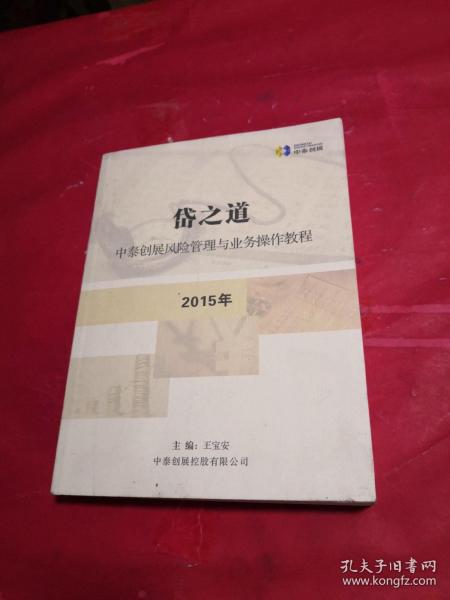 中泰创展
岱之道
中泰创展风险管理与业务操作教程
2015年
主 编：王宝安
中泰创展控股有限公司
孔夫子旧书网
www.kongfz.com